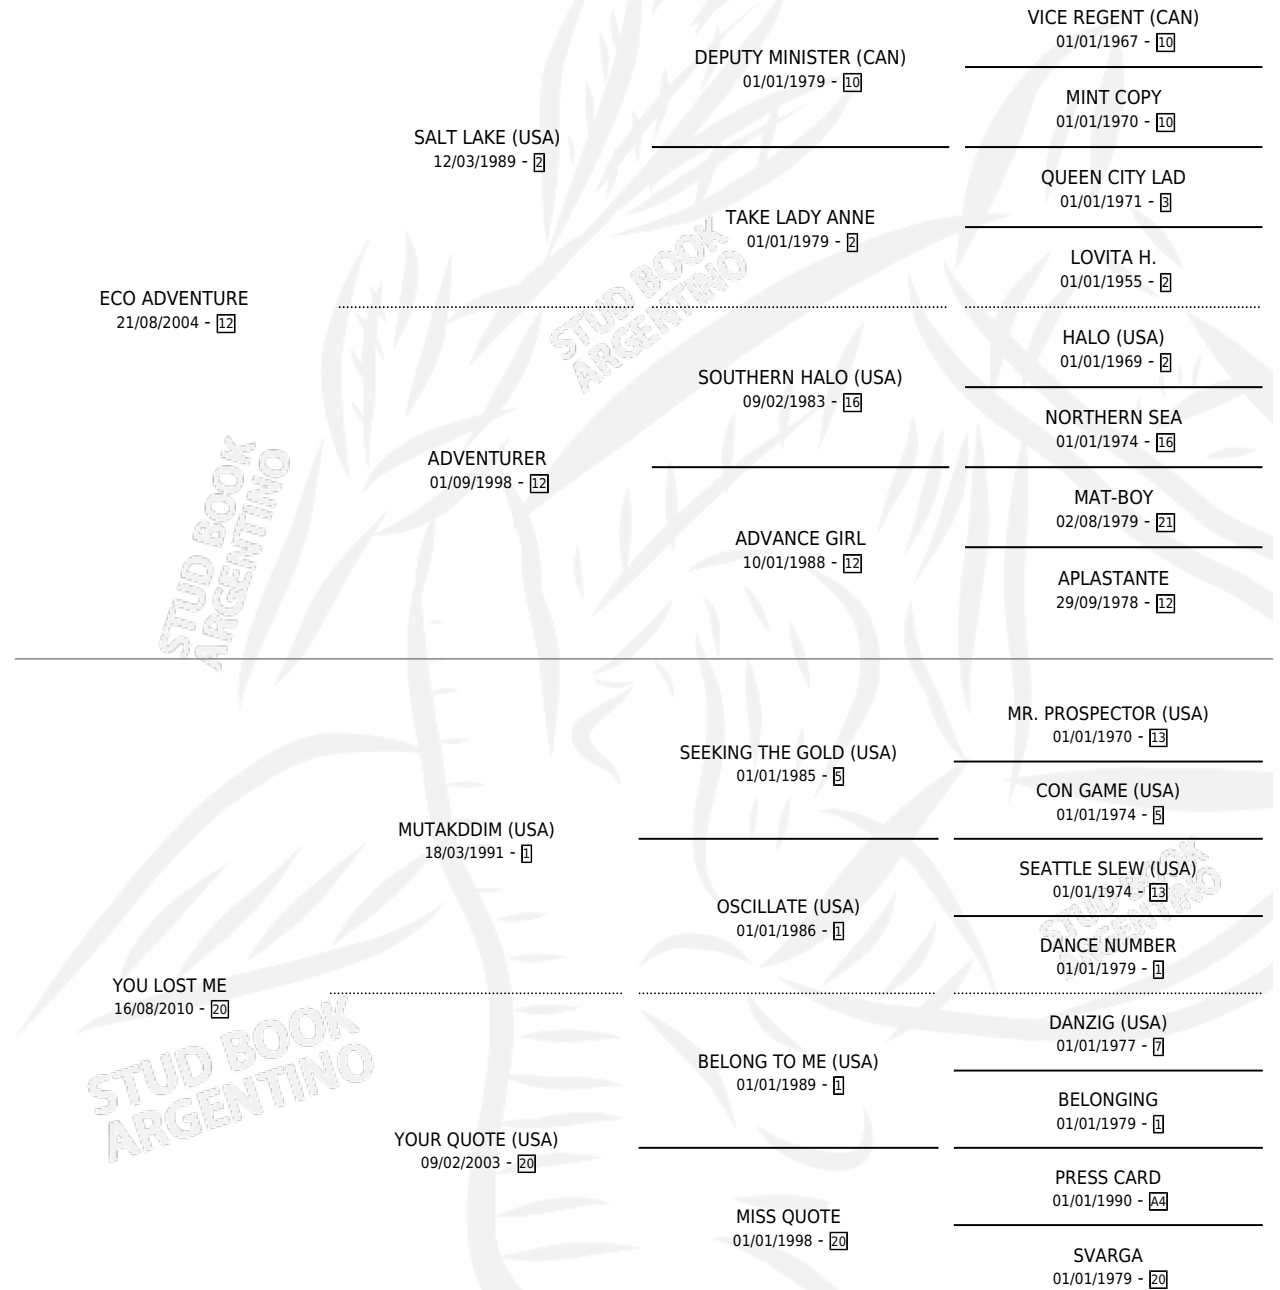 VICE REGENT (CAN)
01/01/1967 - 10
DEPUTY MINISTER (CAN)
01/01/1979 - 10
MINT COPY
01/01/1970 - 10
SALT LAKE (USA)
12/03/1989 - 2
QUEEN CITY LAD
01/01/1971 - 3
TAKE LADY ANNE
01/01/1979 - 2
LOVITA H.
01/01/1955 - 2
ECO ADVENTURE
21/08/2004 - 12
HALO (USA)
01/01/1969 - 2
SOUTHERN HALO (USA)
09/02/1983 - 16
NORTHERN SEA
01/01/1974 - 16
ADVENTURER
01/09/1998 - 12
MAT-BOY
02/08/1979 - 21
ADVANCE GIRL
10/01/1988 - 12
APLASTANTE
29/09/1978 - 12
STUD BOOK
ARGENTINO
STUD BOOK
ARGENTINO
MR. PROSPECTOR (USA)
01/01/1970 - 13
SEEKING THE GOLD (USA)
01/01/1985 - 5
CON GAME (USA)
01/01/1974 - 5
MUTAKDDIM (USA)
18/03/1991 - 1
SEATTLE SLEW (USA)
01/01/1974 - 13
OSCILLATE (USA)
01/01/1986 - 1
DANCE NUMBER
01/01/1979 - 1
YOU LOST ME
16/08/2010 - 20
DANZIG (USA)
01/01/1977 - 7
BELONG TO ME (USA)
01/01/1989 - 1
BELONGING
01/01/1979 - 1
YOUR QUOTE (USA)
09/02/2003 - 20
PRESS CARD
01/01/1990 - A4
MISS QUOTE
01/01/1998 - 20
SVARGA
01/01/1979 - 20
STUD BOOK
ARGENTINO
STUD BOOK
ARGENTINO